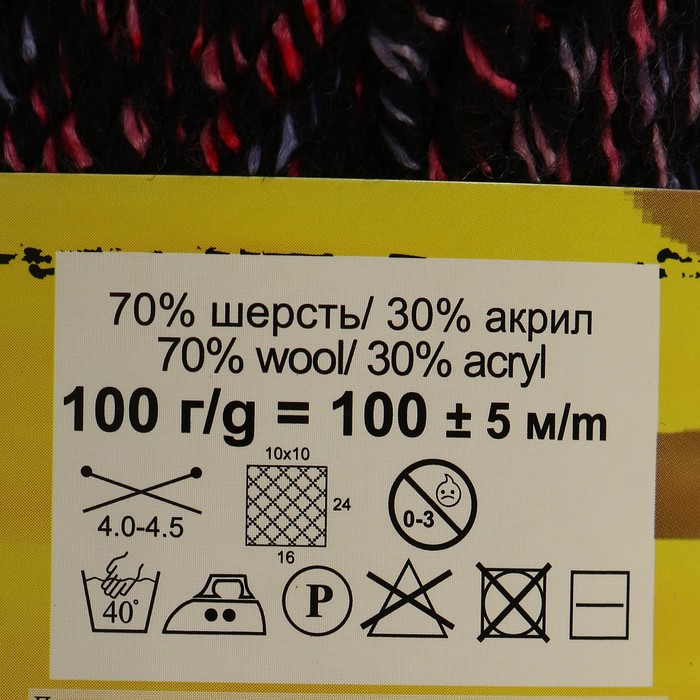 70% шерсть/ 30% акрил
70% wool/ 30% acryl
100 г/g = 100 ± 5 м/m
10x10
24
4.0-4.5
16
0-3
40°
P